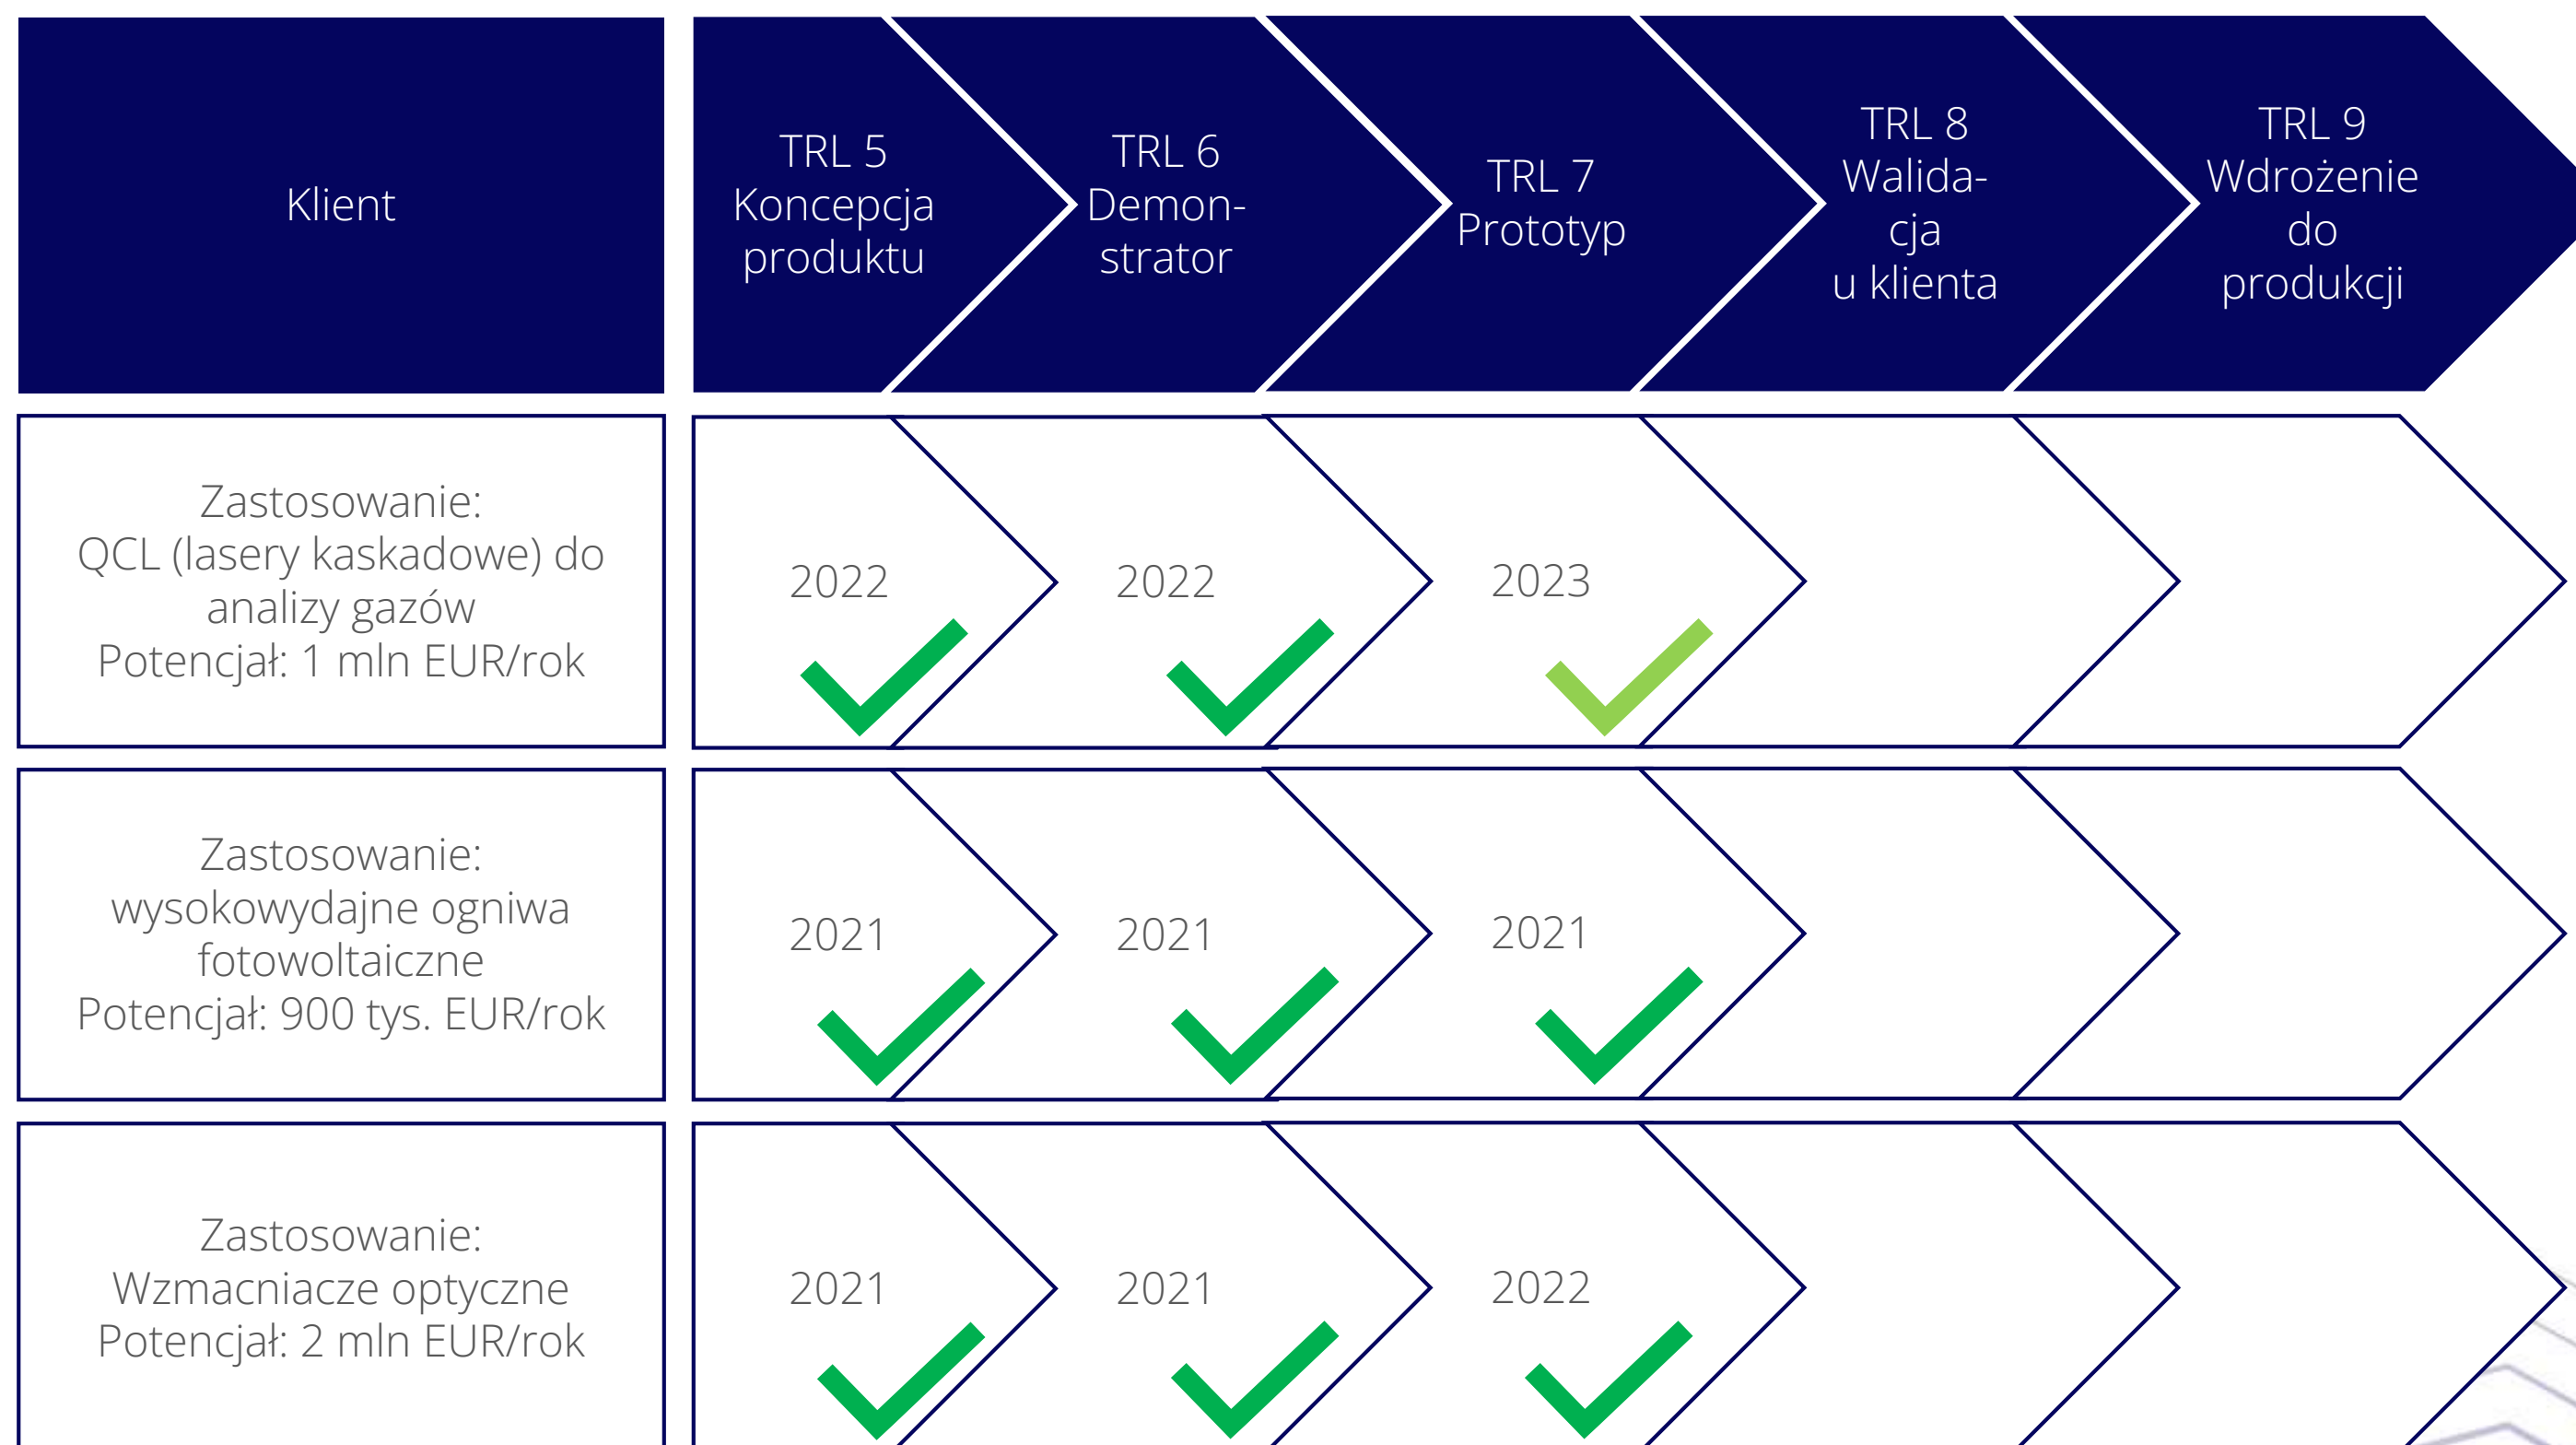 Klient
TRL 5
Koncepcja
produktu
TRL 6
Demon-
strator
TRL 7
Prototyp
TRL 8
Walida-
cja
u klienta
TRL 9
Wdrożenie
do
produkcji
Zastosowanie:
QCL (lasery kaskadowe) do
analizy gazów
Potencjał: 1 mln EUR/rok
2022
2022
2023
Zastosowanie:
wysokowydajne ogniwa
fotowoltaiczne
Potencjał: 900 tys. EUR/rok
2021
2021
2021
Zastosowanie:
Wzmacniacze optyczne
Potencjał: 2 mln EUR/rok
2021
2021
2022